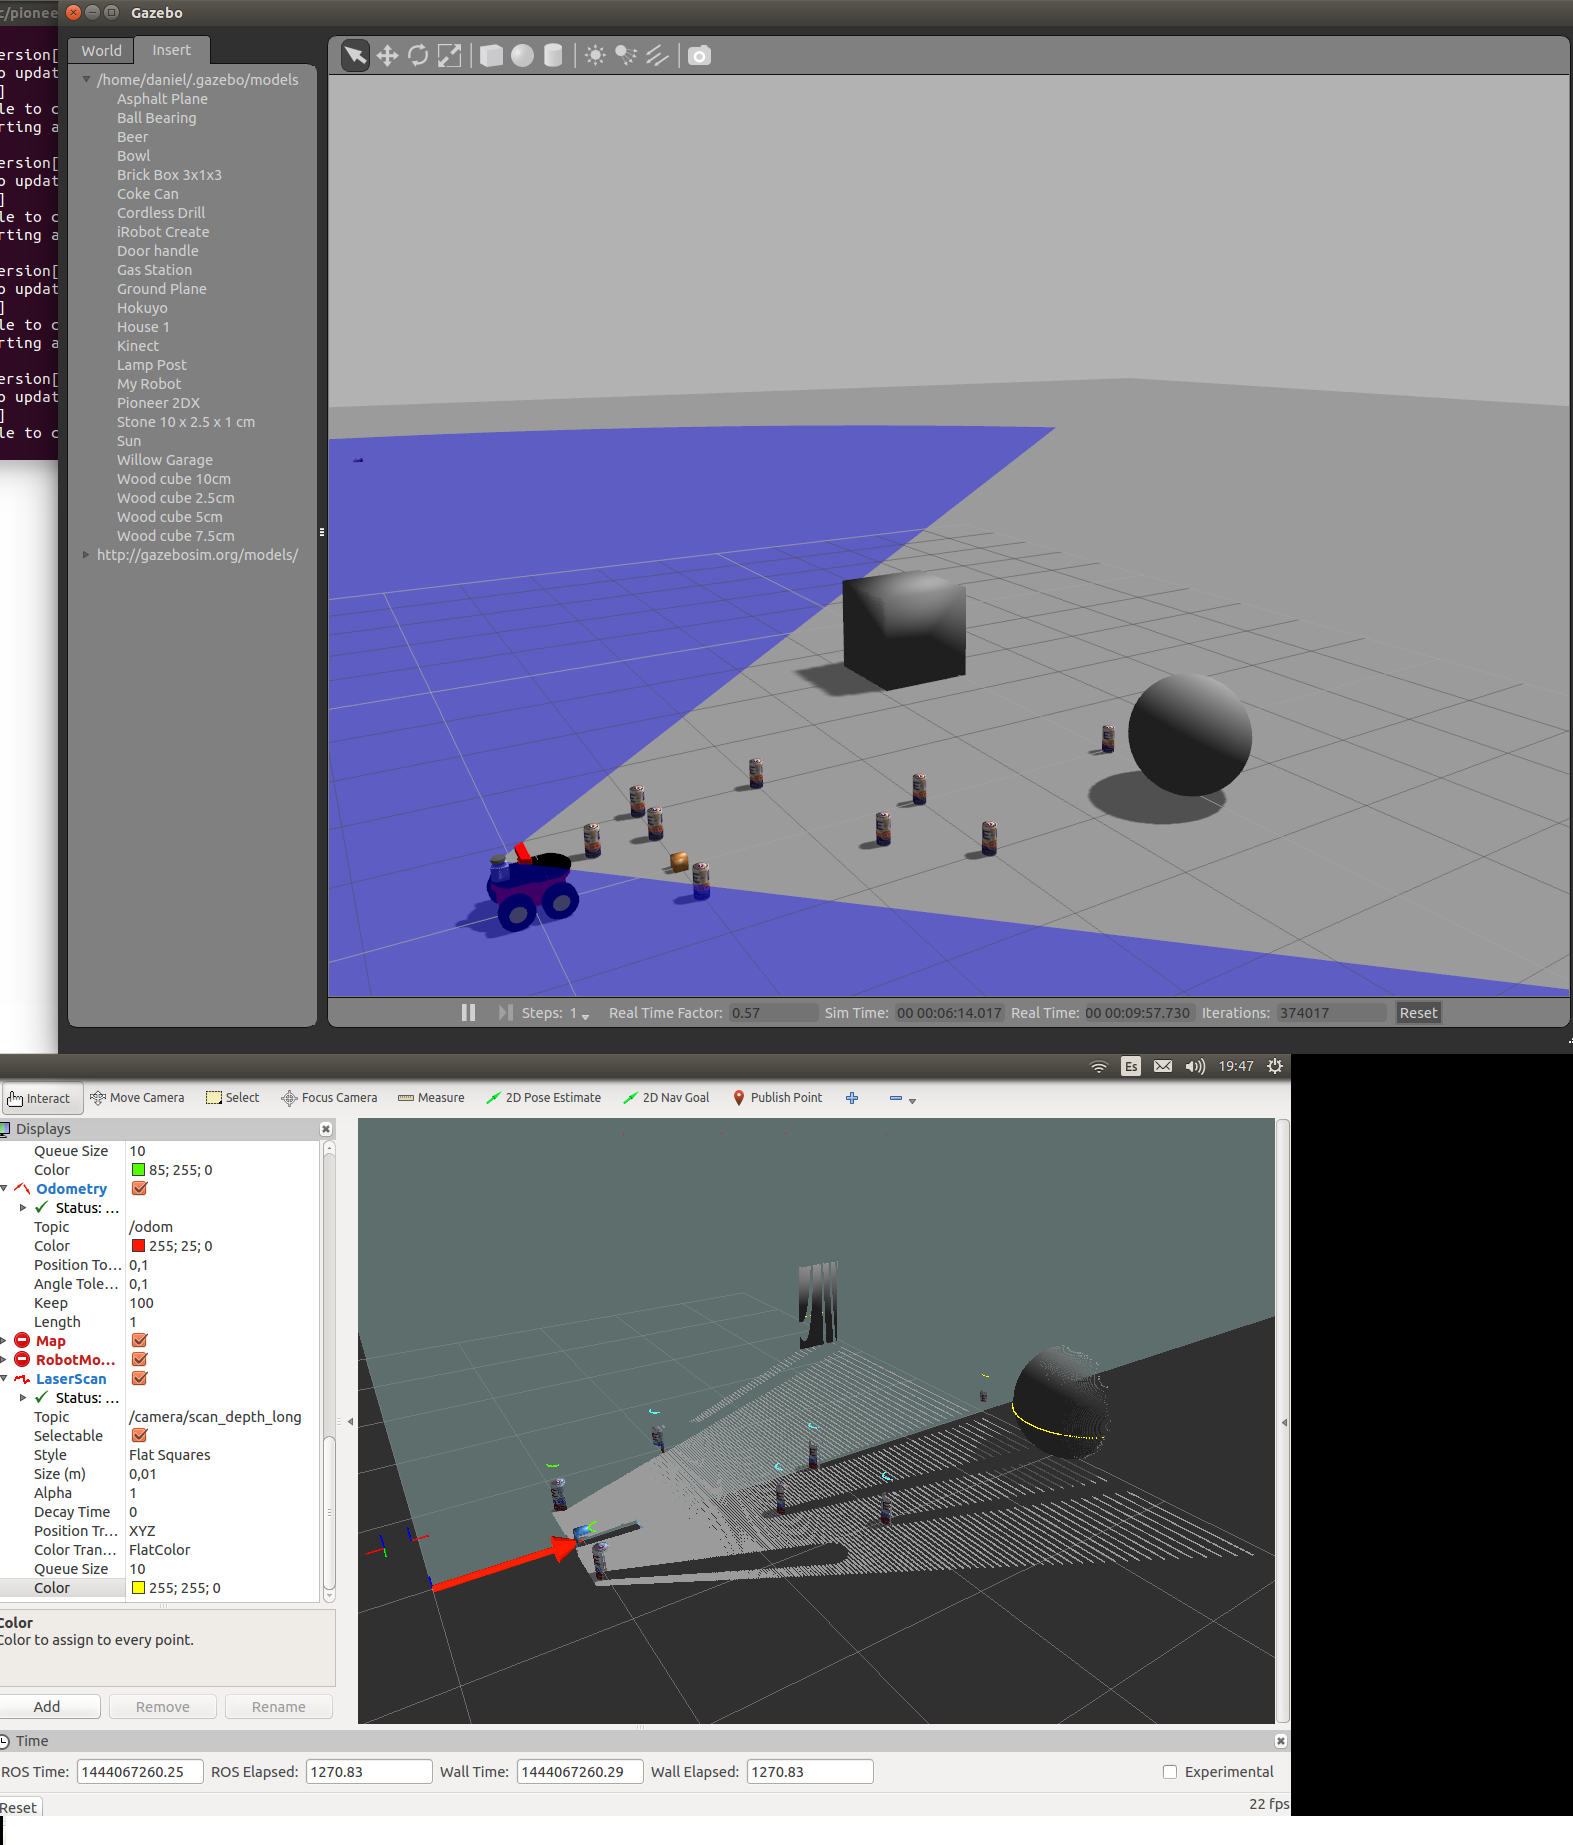 c/pionee
Gazebo
ersion[
o updat
]
le to c
rting a
ersion[
o updat
]
le to c
rting a
ersion[
o updat
]
le to c
rting a
ersion[
o updat
]
le to c
World
Insert
/home/daniel/.gazebo/models
Asphalt Plane
Ball Bearing
Beer
Bowl
Brick Box 3x1x3
Coke Can
Cordless Drill
iRobot Create
Door handle
Gas Station
Ground Plane
Hokuyo
House 1
Kinect
Lamp Post
My Robot
Pioneer 2DX
Stone 10 x 2.5 x 1 cm
Sun
Willow Garage
Wood cube 10cm
Wood cube 2.5cm
Wood cube 5cm
Wood cube 7.5cm
http://gazebosim.org/models/
Steps: 1 Real Time Factor: 0.57 Sim Time: 00 00:06:14.017 Real Time: 00 00:09:57.730 Iterations: 374017 Reset
Es 19:47
Interact Move Camera Select Focus Camera Measure 2D Pose Estimate 2D Nav Goal Publish Point
Displays
Queue Size 10
Color 85; 255; 0
Odometry
Status: ...
Topic /odom
Color 255; 25; 0
Position To... 0,1
Angle Tole... 0,1
Keep 100
Length 1
Map
RobotMo...
LaserScan
Status: ...
Topic /camera/scan_depth_long
Selectable
Style Flat Squares
Size (m) 0,01
Alpha 1
Decay Time 0
Position Tr... XYZ
Color Tran... FlatColor
Queue Size 10
Color 255; 255; 0
Color
Color to assign to every point.
Add Remove Rename
Time
ROS Time: 1444067260.25 ROS Elapsed: 1270.83 Wall Time: 1444067260.29 Wall Elapsed: 1270.83 Experimental
Reset 22 fps